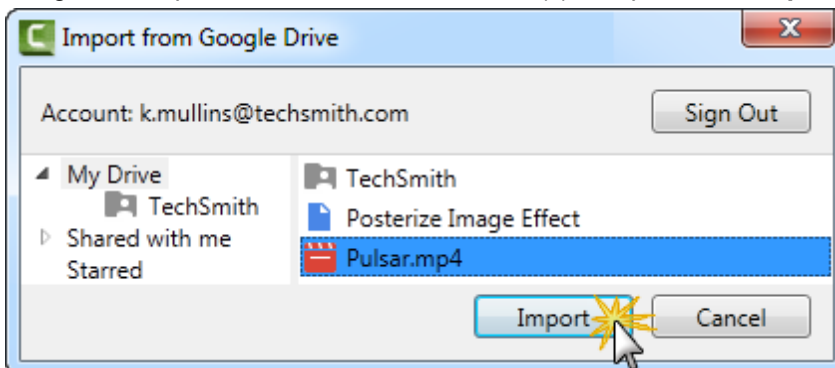 Import from Google Drive
Account: k.mullins@techsmith.com
Sign Out
My Drive
TechSmith
Shared with me
Starred
TechSmith
Posterize Image Effect
Pulsar.mp4
Import
Cancel